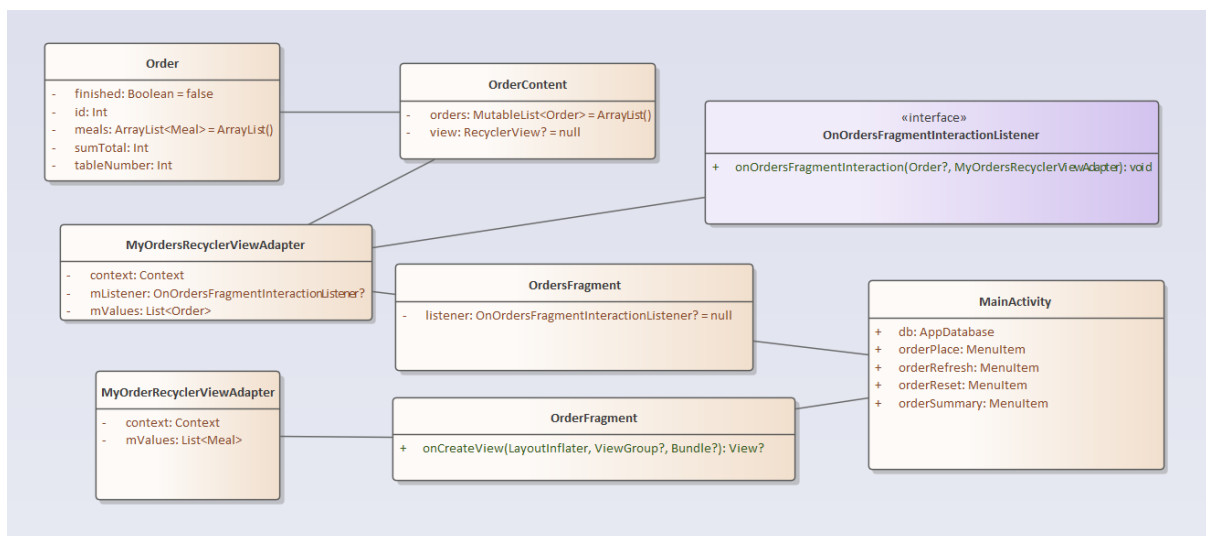 Order
- finished: Boolean = false
- id: Int
- meals: ArrayList<Meal> = ArrayList()
- sumTotal: Int
- tableNumber: Int
OrderContent
- orders: MutableList<Order> = ArrayList()
- view: RecyclerView? = null
«interface»
OnOrdersFragmentInteractionListener
+ onOrdersFragmentInteraction(Order?, MyOrdersRecyclerViewAdapter): void
MyOrdersRecyclerViewAdapter
- context: Context
- mListener: OnOrdersFragmentInteractionListener?
- mValues: List<Order>
OrdersFragment
- listener: OnOrdersFragmentInteractionListener? = null
MainActivity
+ db: AppDatabase
+ orderPlace: MenuItem
+ orderRefresh: MenuItem
+ orderReset: MenuItem
+ orderSummary: MenuItem
MyOrderRecyclerViewAdapter
- context: Context
- mValues: List<Meal>
OrderFragment
+ onCreateView(LayoutInflater, ViewGroup?, Bundle?): View?